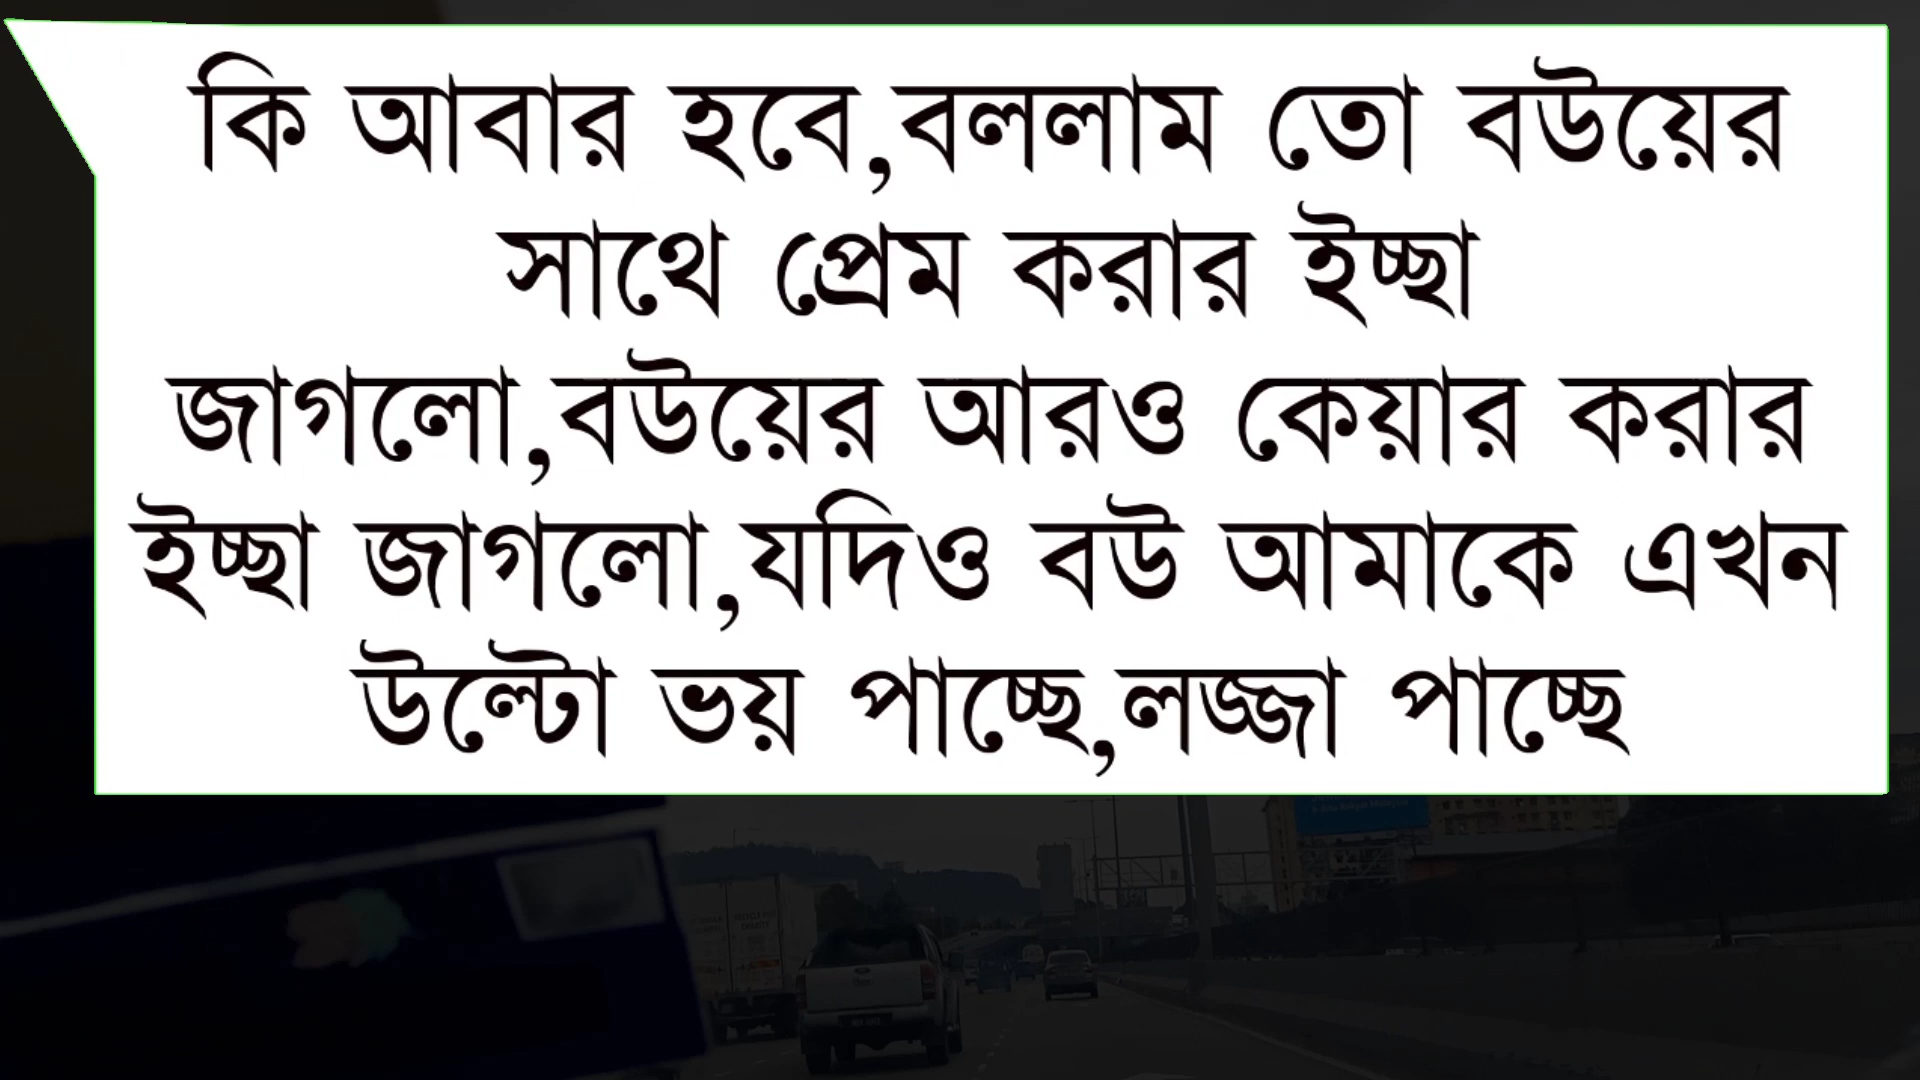 কি আবার হবে,বললাম তো বউয়ের
সাথে প্রেম করার ইচ্ছা
জাগলো,বউয়ের আরও কেয়ার করার
ইচ্ছা জাগলো,যদিও বউ আমাকে এখন
উল্টো ভয় পাচ্ছে,লজ্জা পাচ্ছে